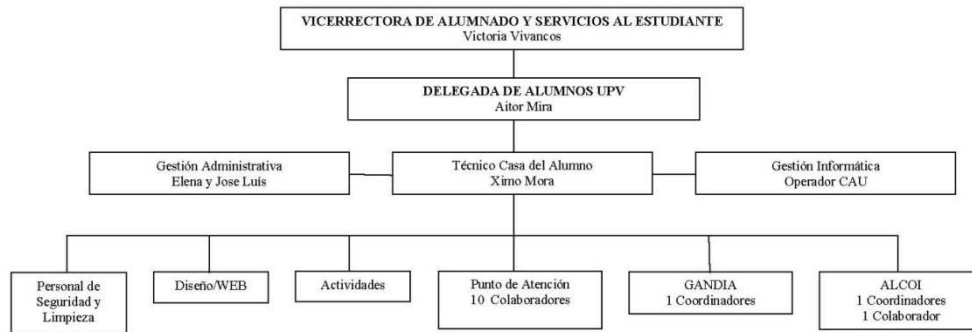 VICERRECTORA DE ALUMNADO Y SERVICIOS AL ESTUDIANTE
Victoria Vivancos
DELEGADA DE ALUMNOS UPV
Aitor Mira
Gestión Administrativa
Elena y Jose Luís
Técnico Casa del Alumno
Ximo Mora
Gestión Informática
Operador CAU
Personal de
Seguridad y
Limpieza
Diseño/WEB
Actividades
Punto de Atención
10 Colaboradores
GANDIA
1 Coordinadores
ALCOI
1 Coordinadores
1 Colaborador